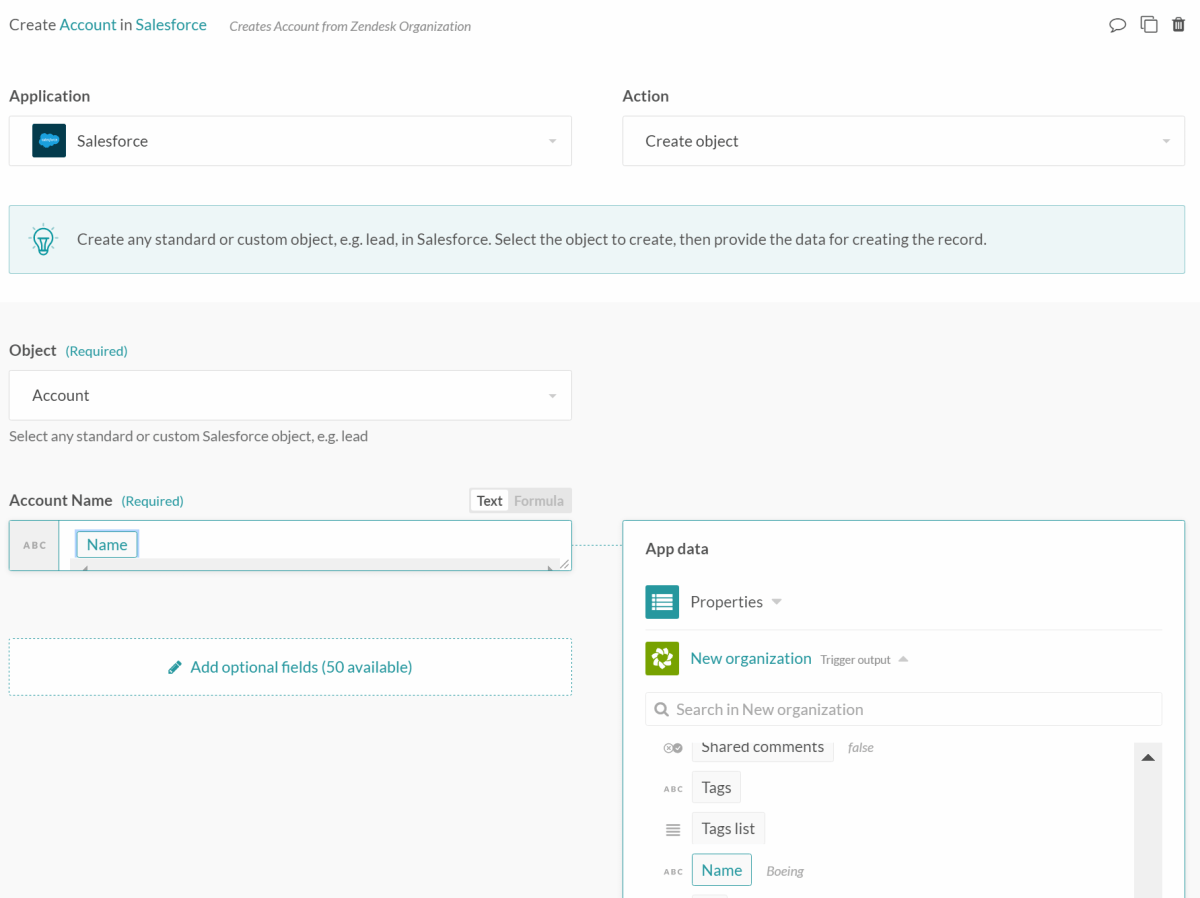 Create Account in Salesforce Creates Account from Zendesk Organization
Application
Action
Salesforce
Create object
Create any standard or custom object, e.g. lead, in Salesforce. Select the object to create, then provide the data for creating the record.
Object (Required)
Account
Select any standard or custom Salesforce object, e.g. lead
Account Name (Required)
Text Formula
ABC Name
App data
Properties
New organization Trigger output
Add optional fields (50 available)
Search in New organization
Shared comments false
ABC Tags
Tags list
ABC Name Boeing